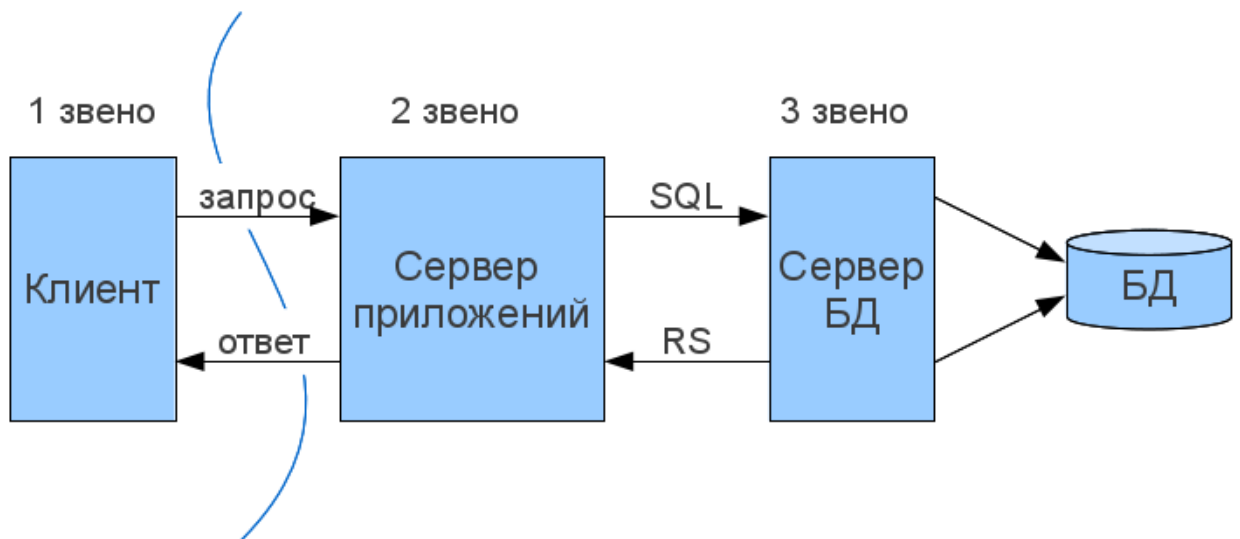 1 звено
2 звено
3 звено
запрос
SQL
Клиент
Сервер
приложений
Сервер
БД
БД
ответ
RS